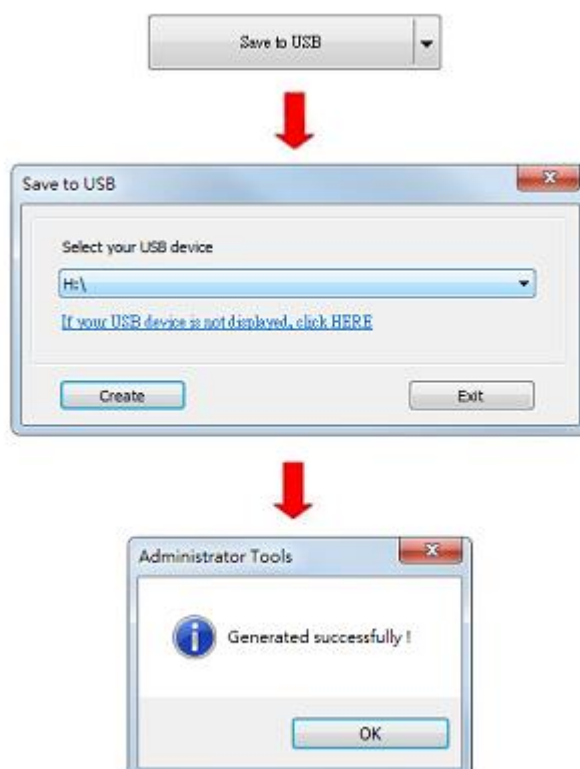 Save to USB
Save to USB
Select your USB device
H:\
If your USB device is not displayed, click HERE
Create Exit
Administrator Tools
Generated successfully !
OK